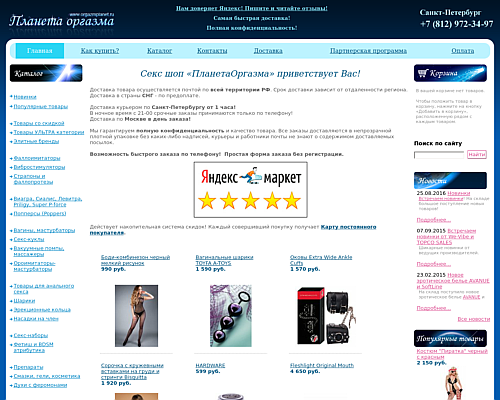 www.orgazmplanet.ru
Планета оргазма
Нам доверяет Яндекс! Пишите и читайте отзывы!
Самая быстрая доставка!
Полная конфиденциальность!
Санкт-Петербург
+7 (812) 972-34-97
Главная
Как купить?
Каталог
Контакты
Доставка
Партнерская программа
Оплата
Каталог
Новинки
Популярные товары
Товары со скидкой
Товары УЛЬТРА категории
Элитные бренды
Фаллоимитаторы
Вибростимуляторы
Страпоны и
фаллопротезы
Виагра, Сиалис, Левитра,
Prilígy, Super P force
Попперсы (Poppers)
Вагины, мастурбаторы
Секс-куклы
Вакуумные помпы,
массажеры
Проемитаторы-
мастурбаторы
Товары для анального
секса
Шарики
Эрекционные кольца
Насадки на член
Секс-наборы
Фетиш и BDSM
атрибутика
Препараты
Смазки, гели, косметика
Духи с феромонами
Секс шоп «ПланетаОргазма» приветствует Вас!
Доставка товара осуществляется почтой по всей территории РФ. Срок доставки зависит от отдаленности региона.
Доставка в страны СНГ - по предоплате.
Доставка курьером по Санкт-Петербургу от 1 часа!
В ночное время с 21-00 срочные заказы принимаются только по телефону!
Доставка по Москве в день заказа!
Мы гарантируем полную конфиденциальность и качество товара. Все заказы доставляются в непрозрачной
плотной упаковке без каких-либо надписей, курьеры и работники почты не знают о содержимом доставляемых
посылок.
Возможность быстрого заказа по телефону! Простая форма заказа без регистрации.
Яндекс маркет
Действует накопительная система скидок! Каждый совершивший покупку получает Карту постоянного
покупателя.
Боди-комбинезон черный
мелкий рисунок
990 руб.
Вагинальные шарики
TOYFA A-TOYS
1 590 руб.
Оковы Extra Wide Ankle
Cuffs
1 570 руб.
Сорочка с кружевными
вставками на груди и
стринги Bisquitta
1 920 руб.
HARDWARE
599 руб.
Fleshlight Original Mouth
4 650 руб.
Корзина
В вашей корзине нет товаров.
Чтобы положить товар в
корзину, нажмите на кнопку
«Добавить в корзину»,
расположенную рядом с
каждым товаром
Поиск по сайту
Найти
Новости
25.08.2016 Новинки
Встречаем новинки! На складе
большое поступление новых
товаров!
Подробнее...
07.09.2015 Встречаем
новинки от We-Vibe и
TOPCO SALES
Шикарный подарок от
ведущих мировых производителей.
Подробнее...
23.02.2015 Новое
эротическое белье AVANUE
и SoftLine
На склад поступило новое
эротическое белье AVANUE и
Подробнее...
Все новости
Популярные товары
Костюм "Пиратка" черный
с красным
2 150 руб.